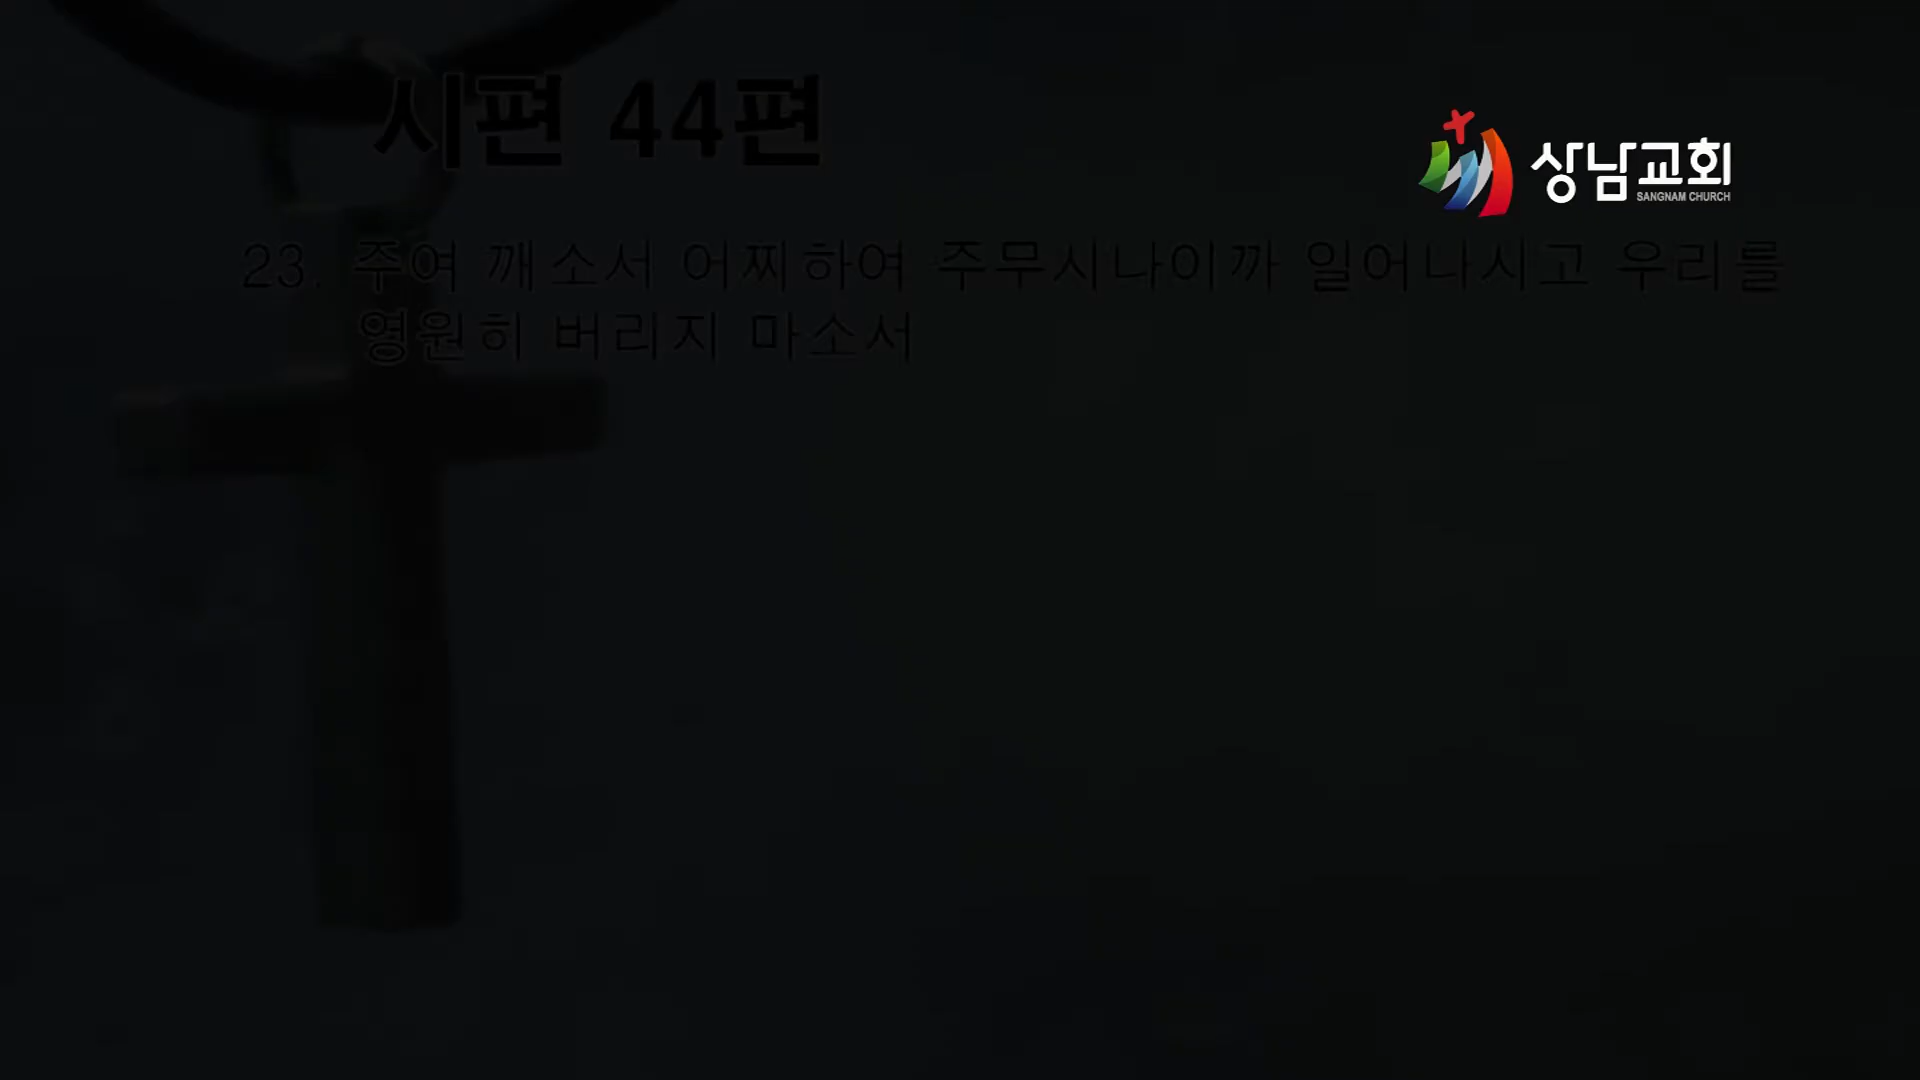 시편 44편
상남교회
SANGNAM CHURCH
23. 주여 깨소서 어찌하여 주무시나이까 일어나시고 우리를
영원히 버리지 마소서